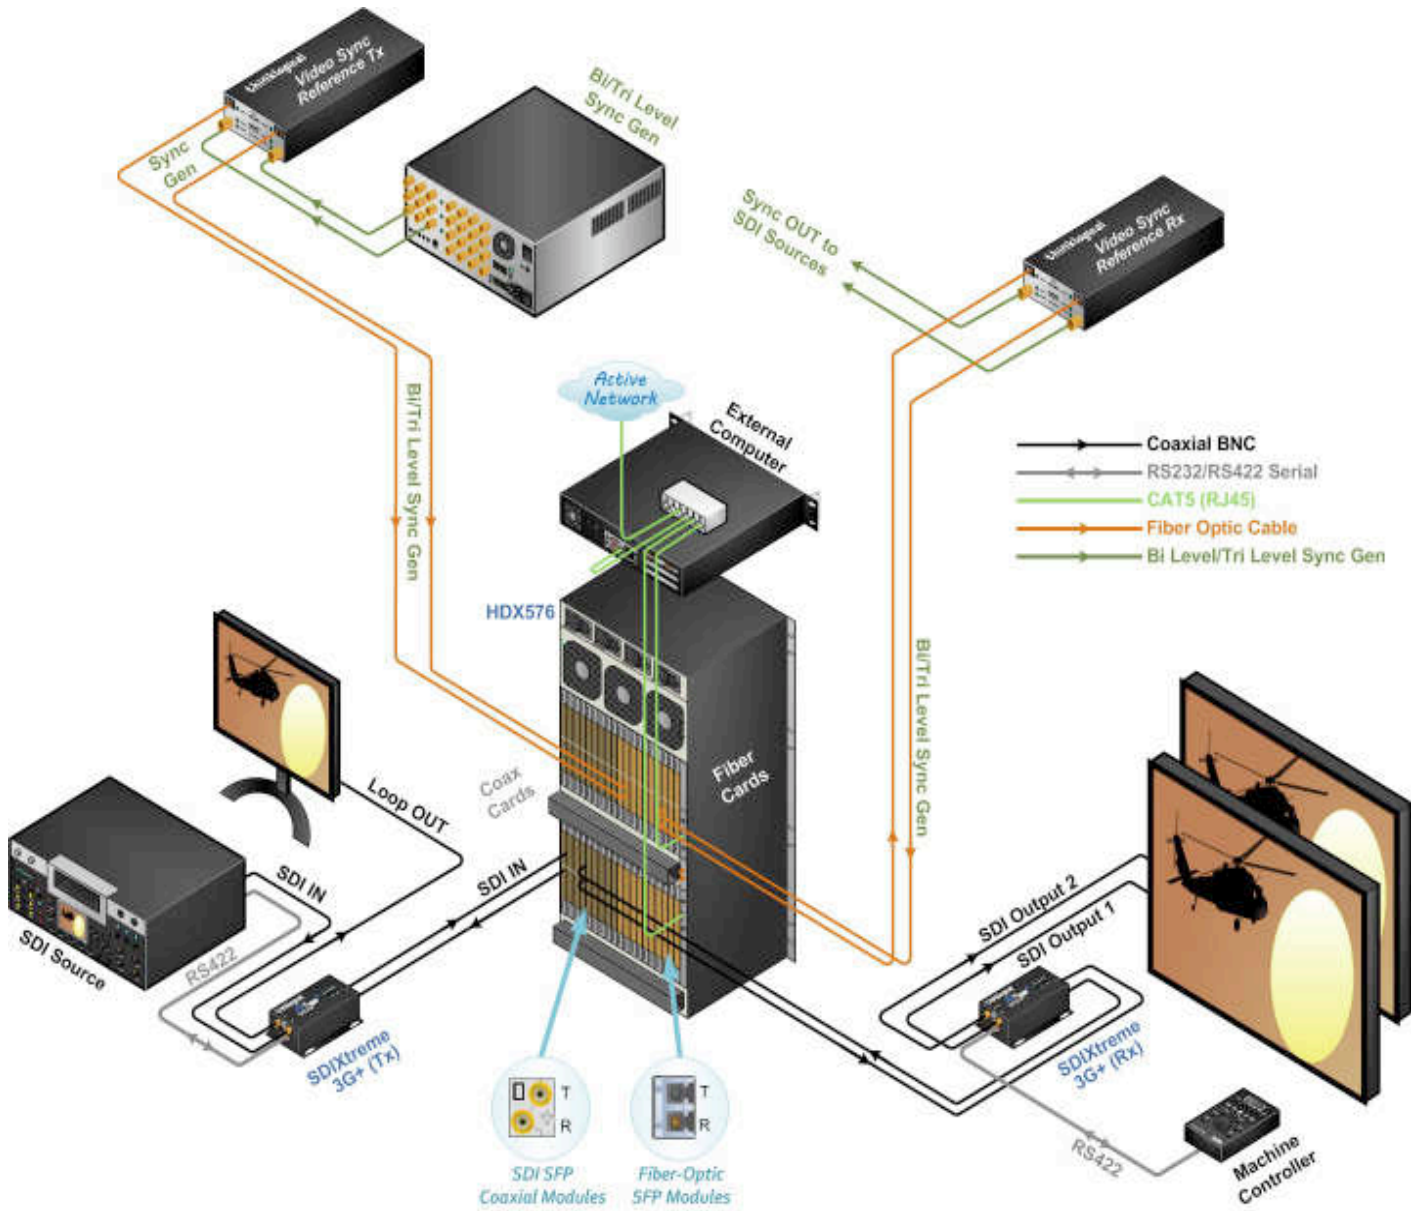 thinklogical
Video Sync
Reference Tx
Bi/Tri Level
Sync Gen
Sync
Gen
Sync OUT to
SDI Sources
thinklogical
Video Sync
Reference Rx
Active
Network
External
Computer
Bi/Tri Level Sync Gen
Coaxial BNC
RS232/RS422 Serial
CAT5 (RJ45)
Fiber Optic Cable
Bi Level/Tri Level Sync Gen
HDX576
Bi/Tri Level Sync Gen
Coax
Cards
Fiber
Cards
Loop OUT
SDI IN
SDI IN
SDI Source
RS422
SDIXtreme
3G+ (Tx)
SDI Output 2
SDI Output 1
SDIXtreme
3G+ (Rx)
T
R
SDI SFP
Coaxial Modules
T
R
Fiber-Optic
SFP Modules
RS422
Machine
Controller